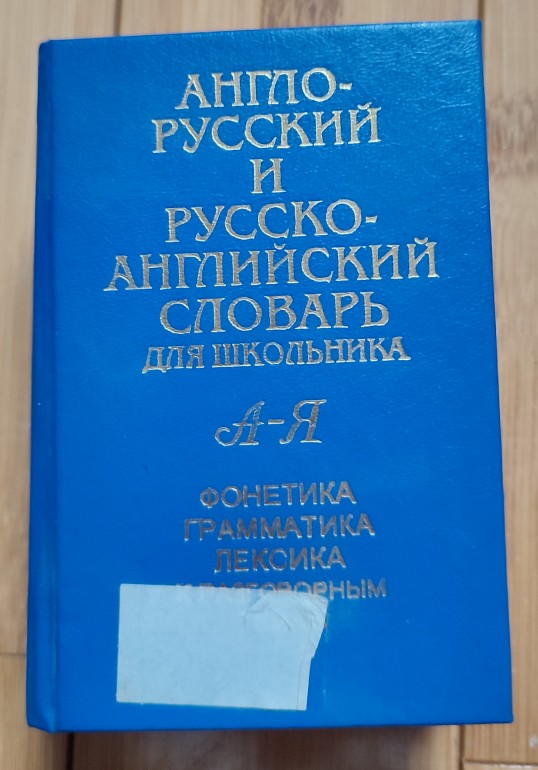 АНГЛО-
РУССКИЙ
И
РУССКО-
АНГЛИЙСКИЙ
СЛОВАРЬ
ДЛЯ ШКОЛЬНИКА
А-Я
ФОНЕТИКА
ГРАММАТИКА
ЛЕКСИКА